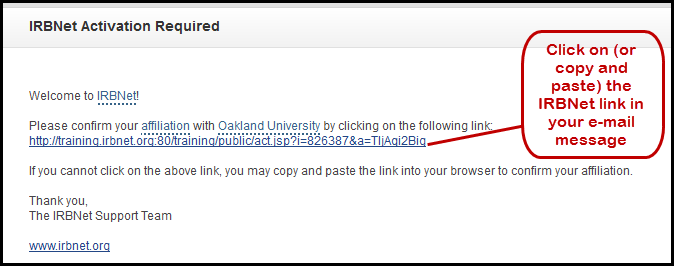 IRBNet Activation Required
Welcome to IRBNet!
Please confirm your affiliation with Oakland University by clicking on the following link:
http://training.irbnet.org:80/training/public/act.jsp?i=826387&a=TljAqi2Biq
If you cannot click on the above link, you may copy and paste the link into your browser to confirm your affiliation.
Thank you,
The IRBNet Support Team
www.irbnet.org
Click on (or
copy and
paste) the
IRBNet link in
your e-mail
message